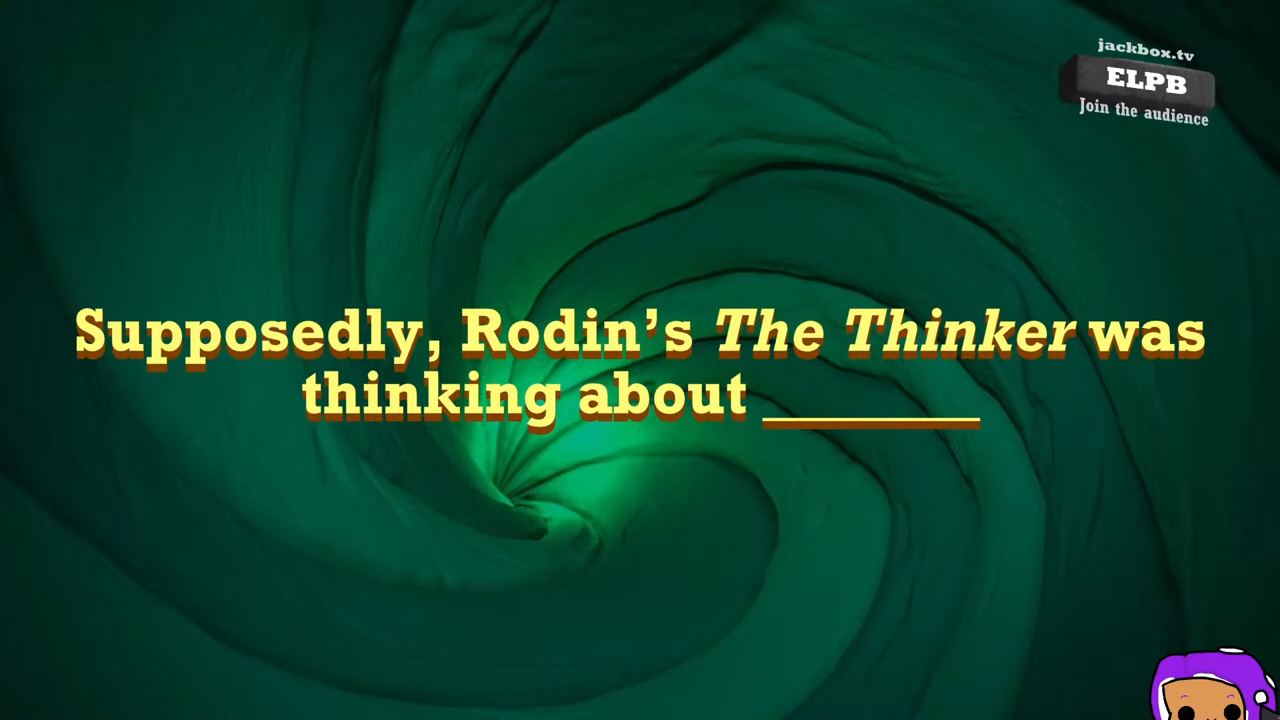 jackbox.tv
ELPB
Join the audience
Supposedly, Rodin’s The Thinker was
thinking about ________